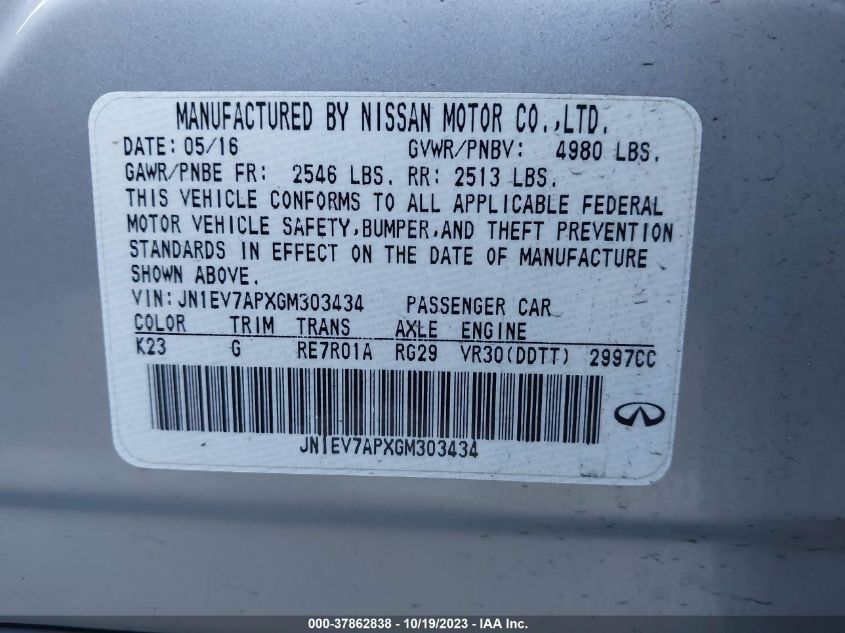 MANUFACTURED BY NISSAN MOTOR CO.,LTD.
DATE: 05/16 GVWR/PNBV: 4980 LBS.
GAWR/PNBE FR: 2546 LBS. RR: 2513 LBS.
THIS VEHICLE CONFORMS TO ALL APPLICABLE FEDERAL
MOTOR VEHICLE SAFETY,BUMPER,AND THEFT PREVENTION
STANDARDS IN EFFECT ON THE DATE OF MANUFACTURE
SHOWN ABOVE.
VIN: JN1EV7APXGM303434 PASSENGER CAR
COLOR TRIM TRANS AXLE ENGINE
K23 G RE7R01A RG29 VR30(DDTT) 2997CC
JN1EV7APXGM303434
000-37862838 - 10/19/2023 - IAA Inc.